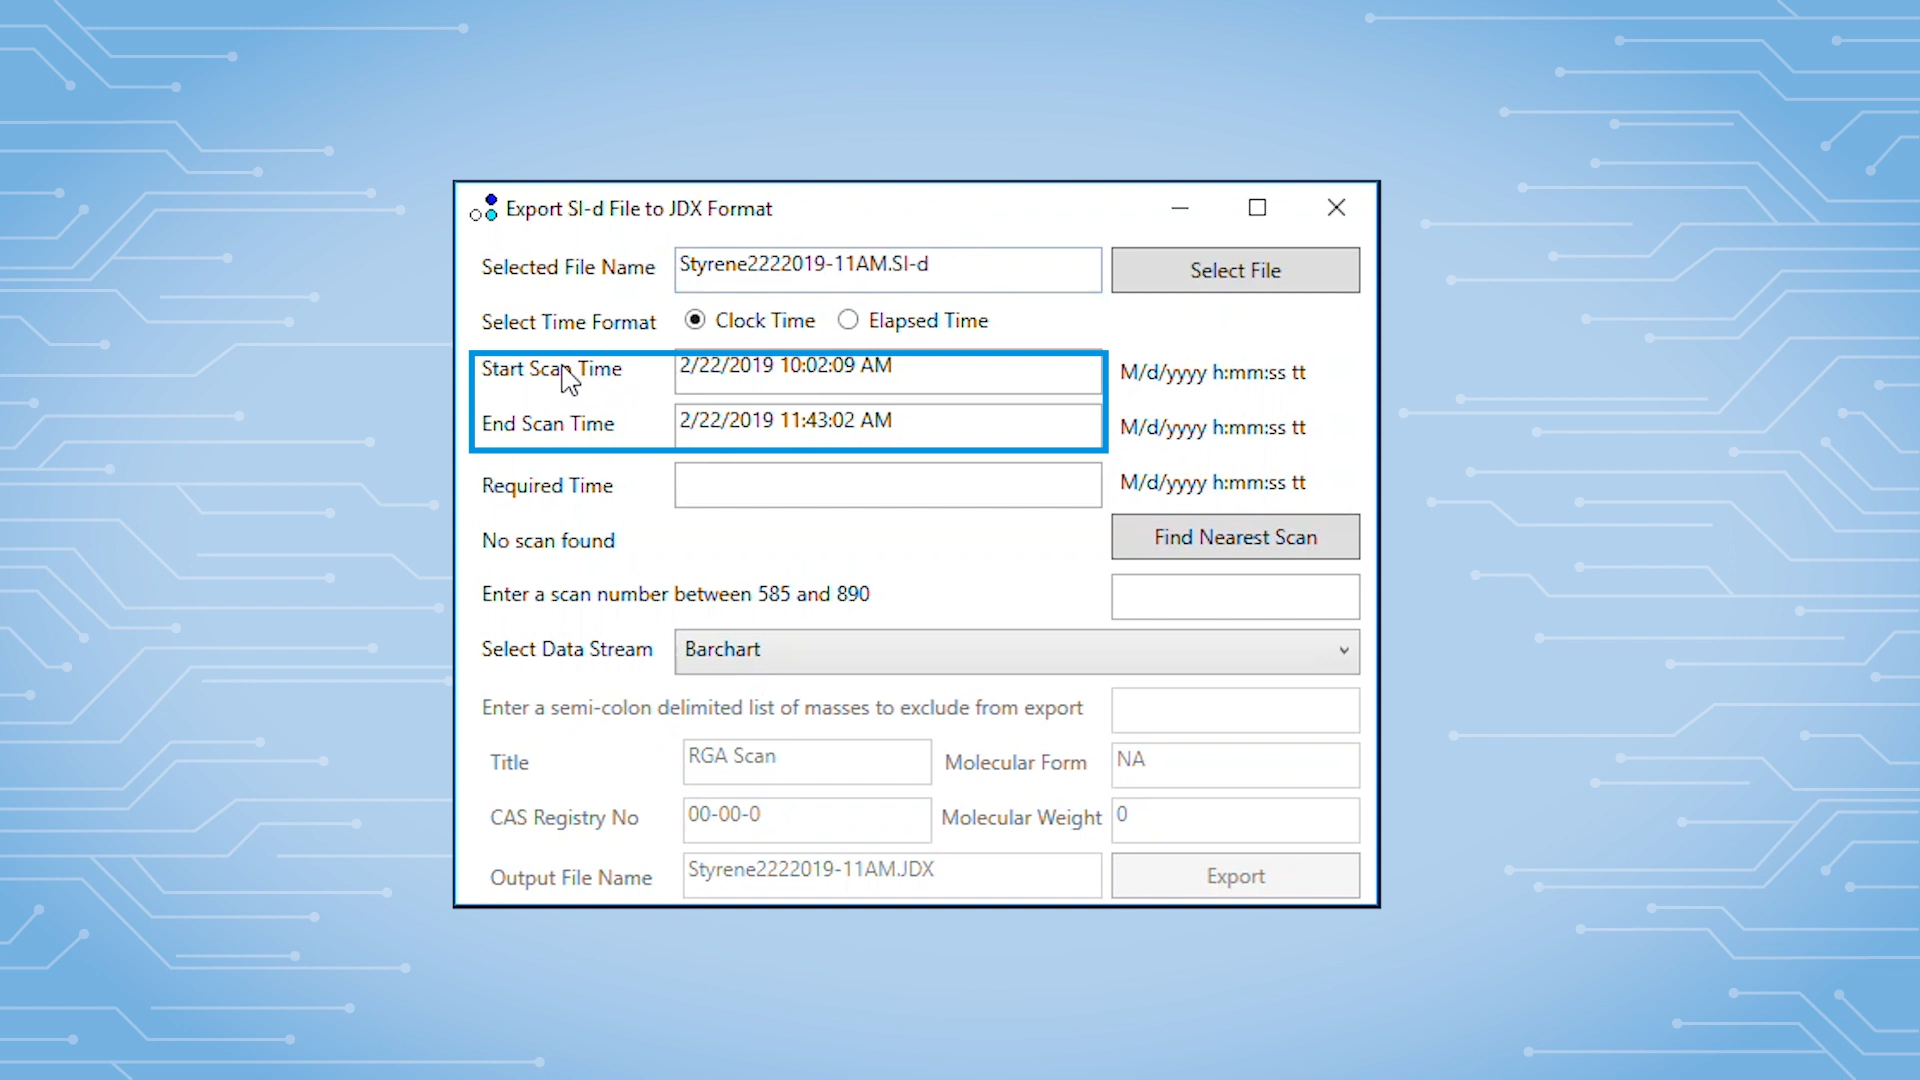 Export SI-d File to JDX Format
Selected File Name Styrene2222019-11AM.SI-d Select File
Select Time Format Clock Time Elapsed Time
Start Scan Time 2/22/2019 10:02:09 AM M/d/yyyy h:mm:ss tt
End Scan Time 2/22/2019 11:43:02 AM M/d/yyyy h:mm:ss tt
Required Time M/d/yyyy h:mm:ss tt
No scan found Find Nearest Scan
Enter a scan number between 585 and 890
Select Data Stream Barchart
Enter a semi-colon delimited list of masses to exclude from export
Title RGA Scan Molecular Form NA
CAS Registry No 00-00-0 Molecular Weight 0
Output File Name Styrene2222019-11AM.JDX Export